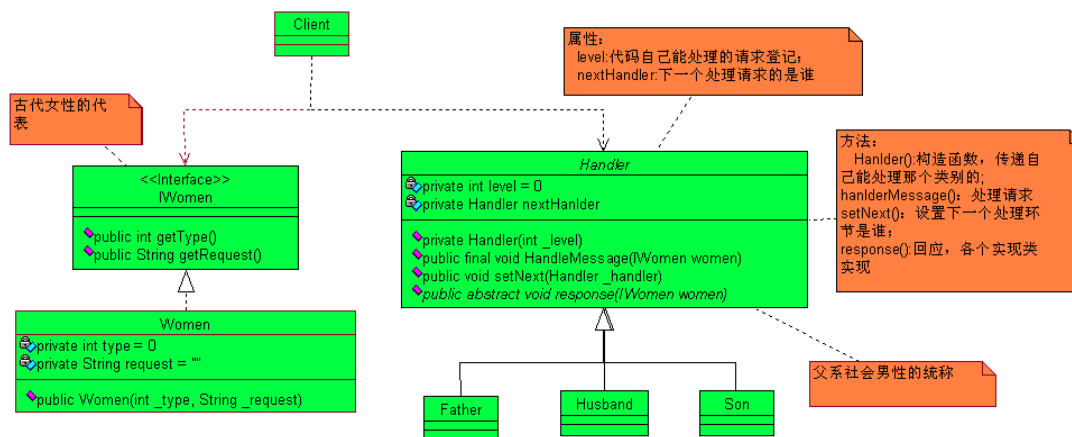 Client
属性：
level:代码自己能处理的请求登记；
nextHandler:下一个处理请求的是谁
古代女性的代
表
<<Interface>>
IWomen
public int getType()
public String getRequest()
Handler
private int level = 0
private Handler nextHanlder
private Handler(int _level)
public final void HandleMessage(IWomen women)
public void setNext(Handler _handler)
public abstract void response(IWomen women)
方法：
Hanlder():构造函数，传递自
己能处理那个类别的;
hanlderMessage()：处理请求
setNext()：设置下一个处理环
节是谁；
response():回应，各个实现类
实现
Women
private int type = 0
private String request = ""
public Women(int _type, String _request)
父系社会男性的统称
Father
Husband
Son